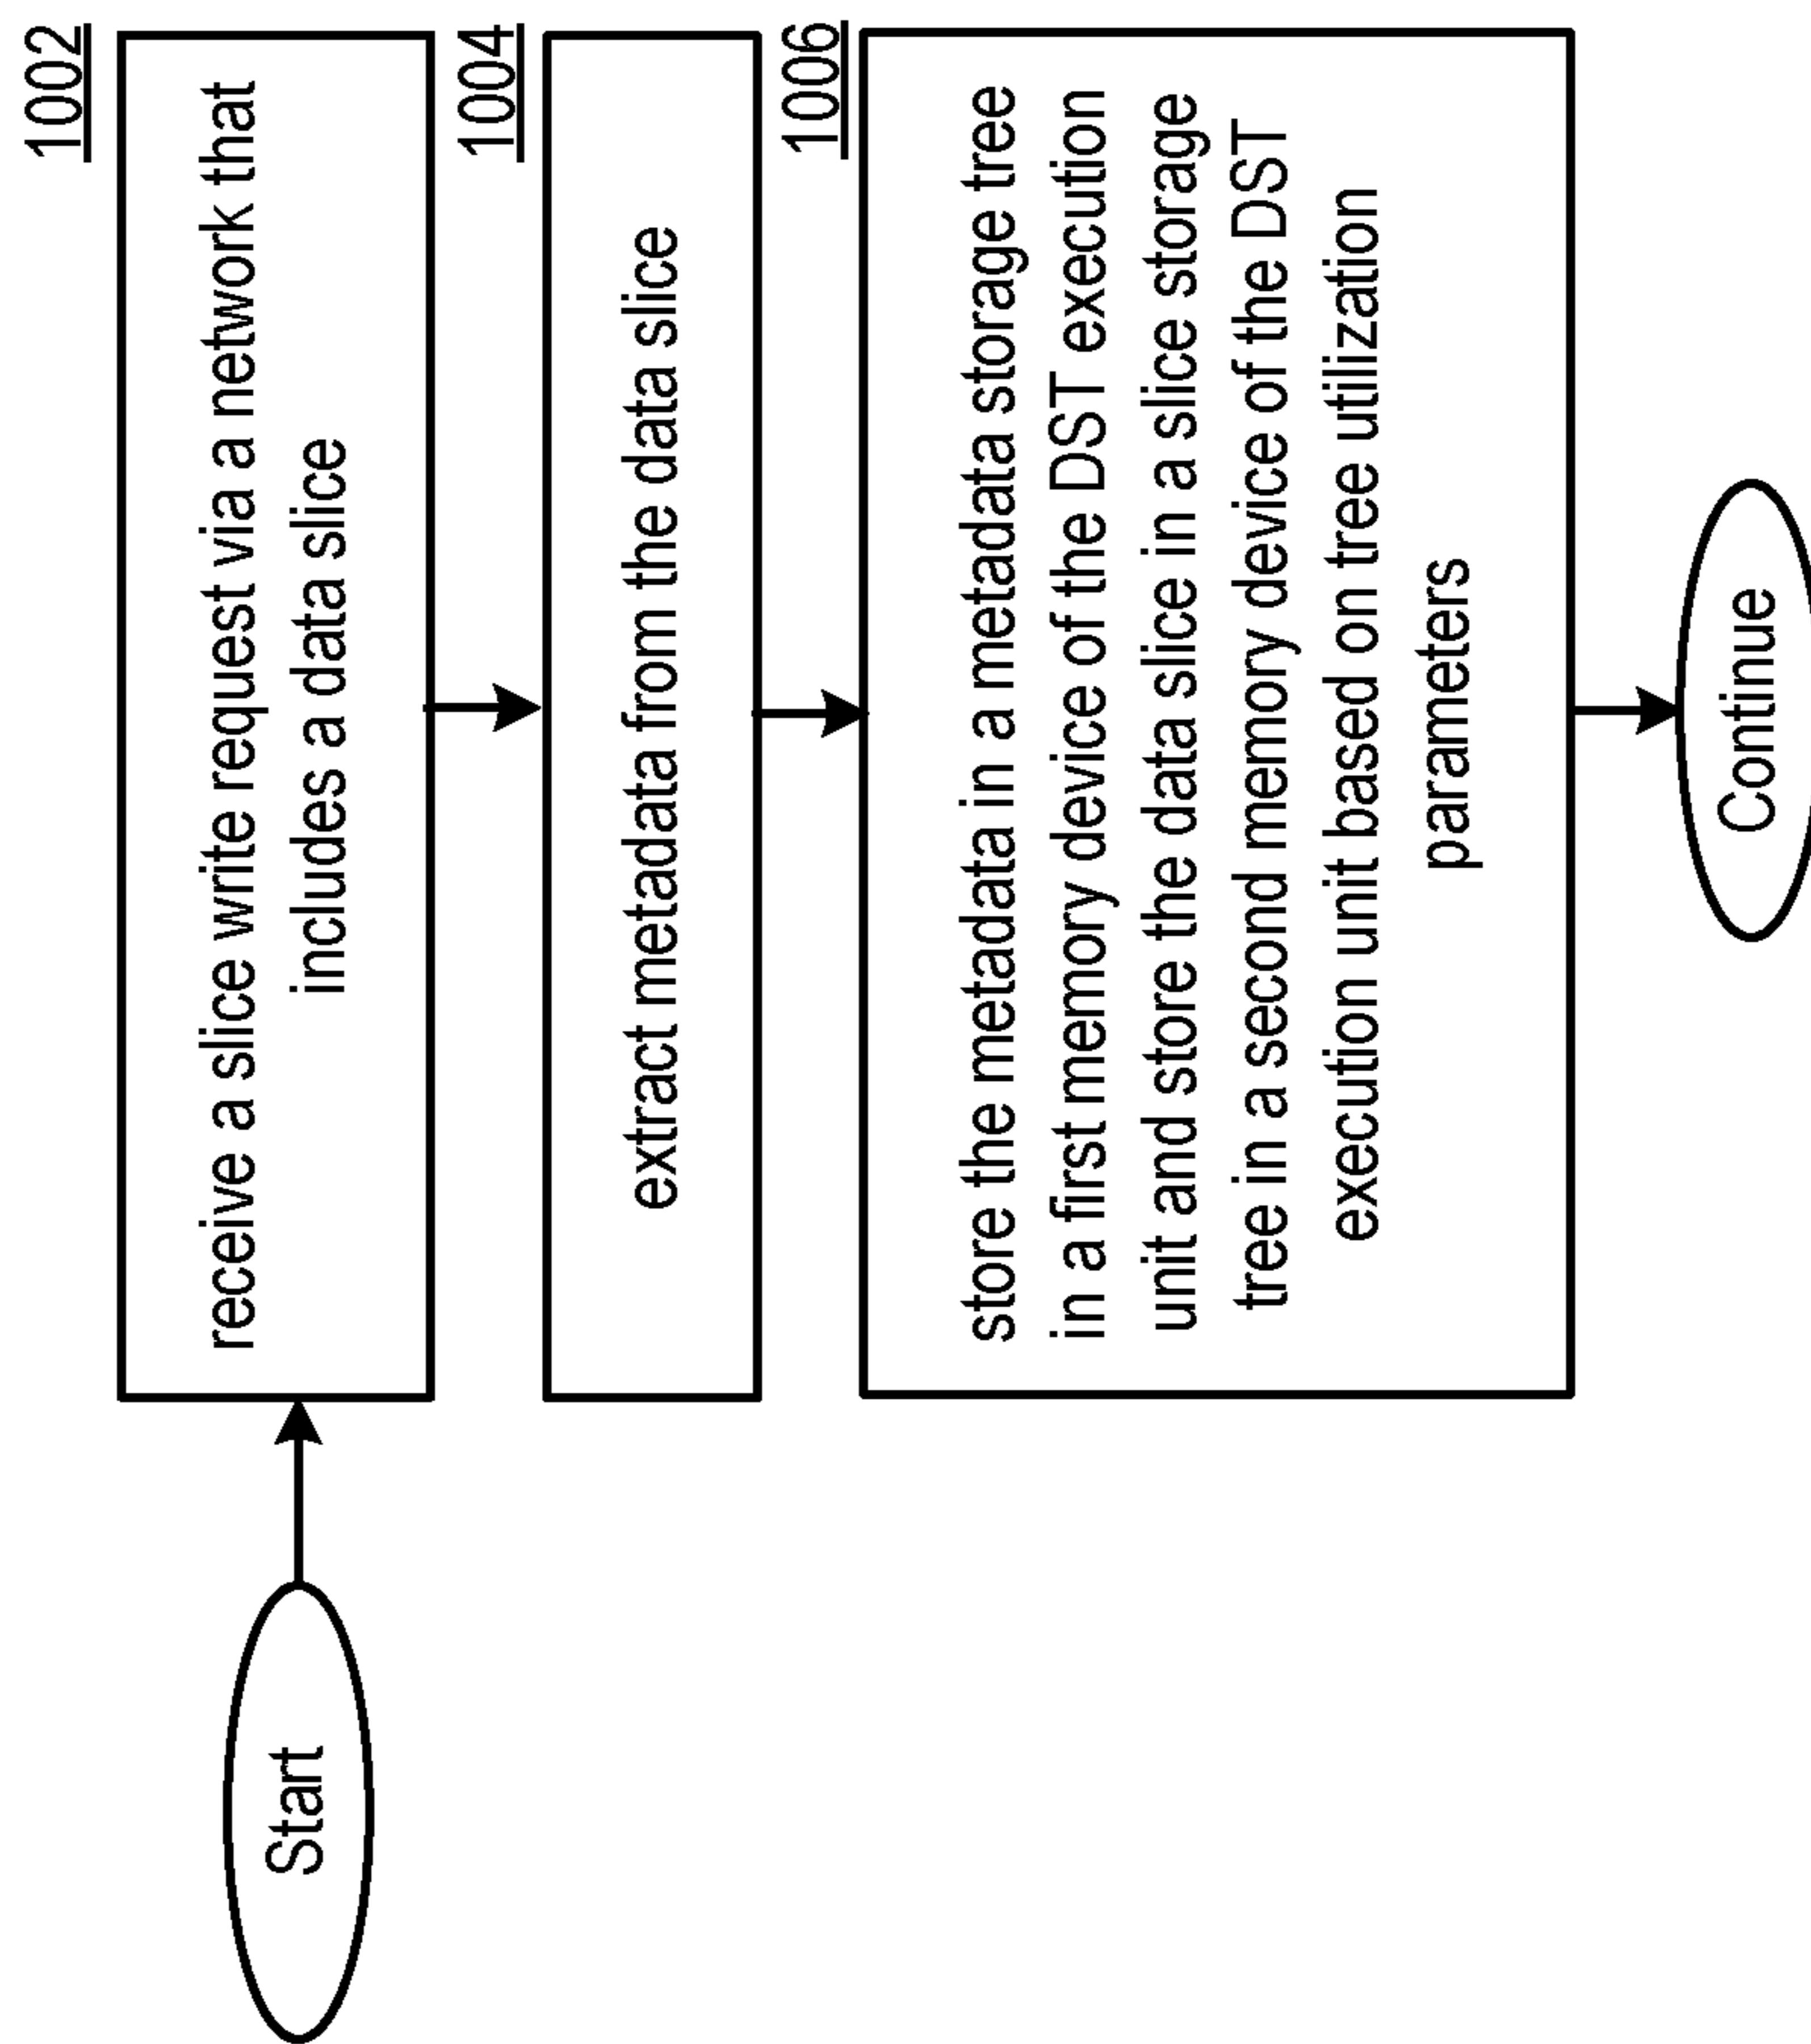 1002
Start
receive a slice write request via a network that
includes a data slice
1004
extract metadata from the data slice
1006
store the metadata in a metadata storage tree
in a first memory device of the DST execution
unit and store the data slice in a slice storage
tree in a second memory device of the DST
execution unit based on tree utilization
parameters
Continue